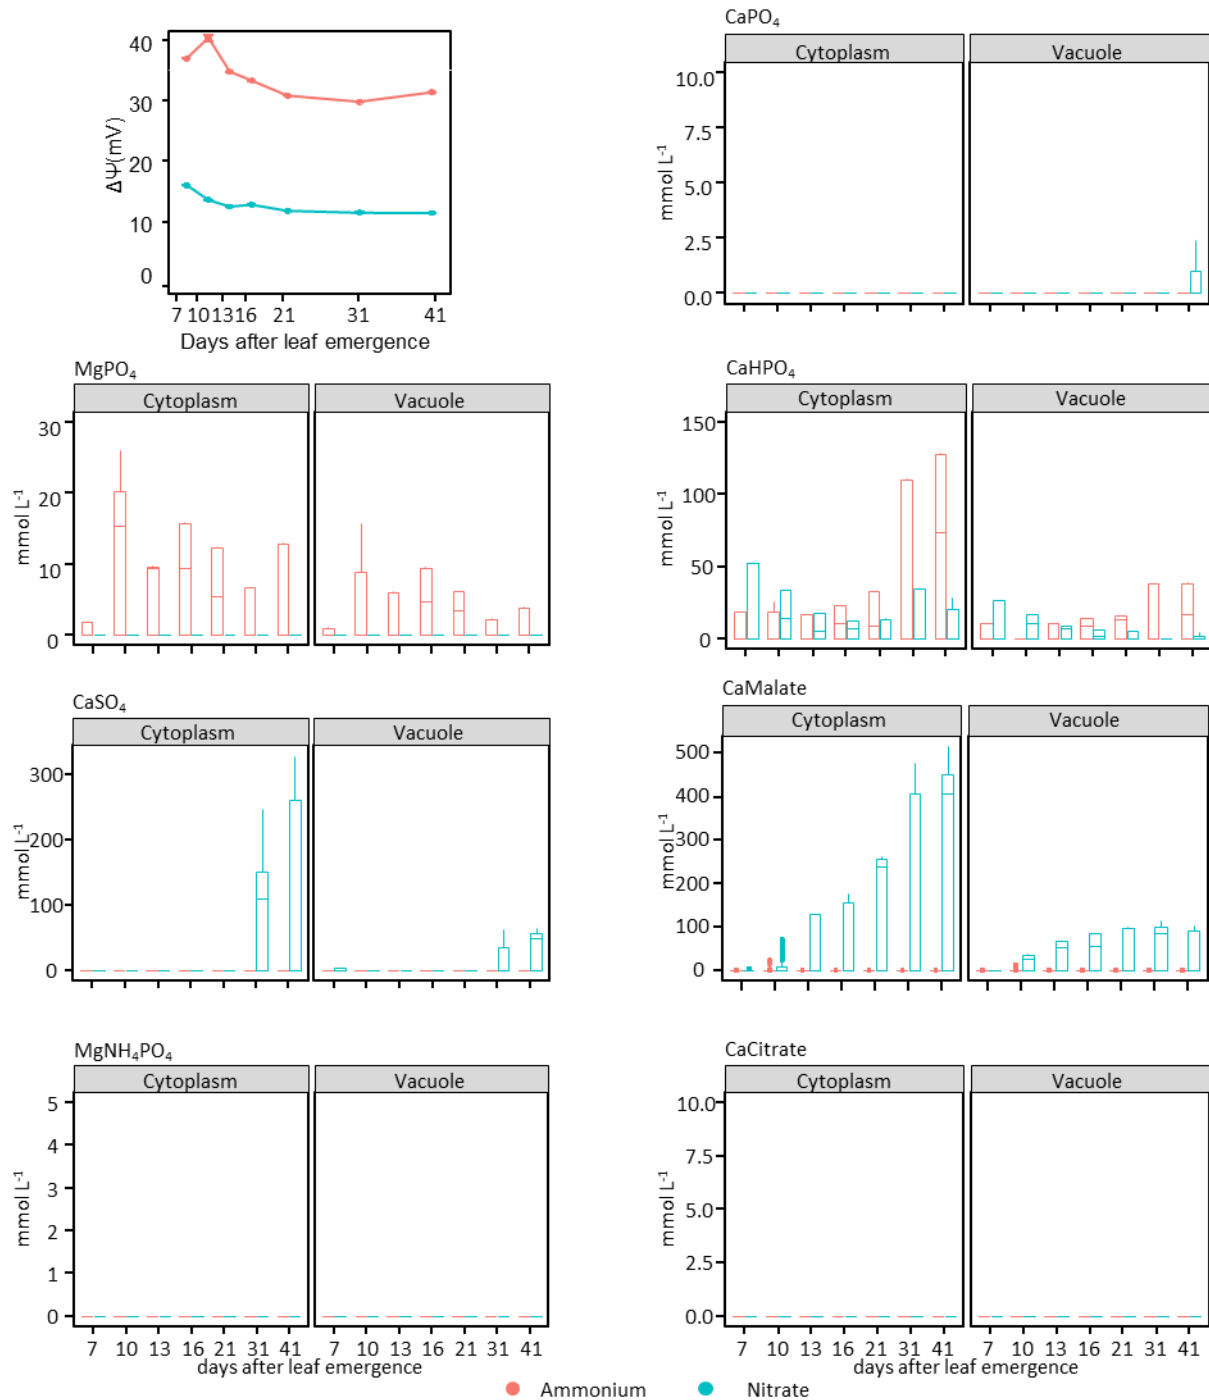 40
30
20
10
0
ΔΨ(mV)
7 10 13 16 21 31 41
Days after leaf emergence
CaPO₄
Cytoplasm Vacuole
10.0
7.5
5.0
2.5
0.0
mmol L⁻¹
MgPO₄
Cytoplasm Vacuole
30
20
10
0
mmol L⁻¹
CaHPO₄
Cytoplasm Vacuole
150
100
50
0
mmol L⁻¹
CaSO₄
Cytoplasm Vacuole
300
200
100
0
mmol L⁻¹
CaMalate
Cytoplasm Vacuole
500
400
300
200
100
0
mmol L⁻¹
MgNH₄PO₄
Cytoplasm Vacuole
5
4
3
2
1
0
mmol L⁻¹
7 10 13 16 21 31 41 7 10 13 16 21 31 41
days after leaf emergence
CaCitrate
Cytoplasm Vacuole
10.0
7.5
5.0
2.5
0.0
mmol L⁻¹
7 10 13 16 21 31 41 7 10 13 16 21 31 41
days after leaf emergence
Ammonium Nitrate